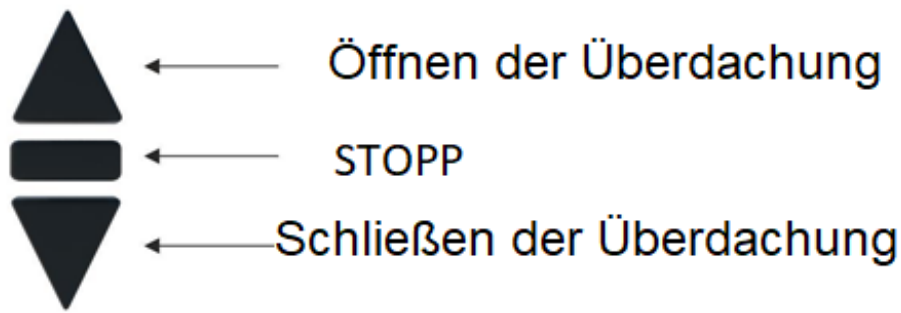 Öffnen der Überdachung
STOPP
Schließen der Überdachung